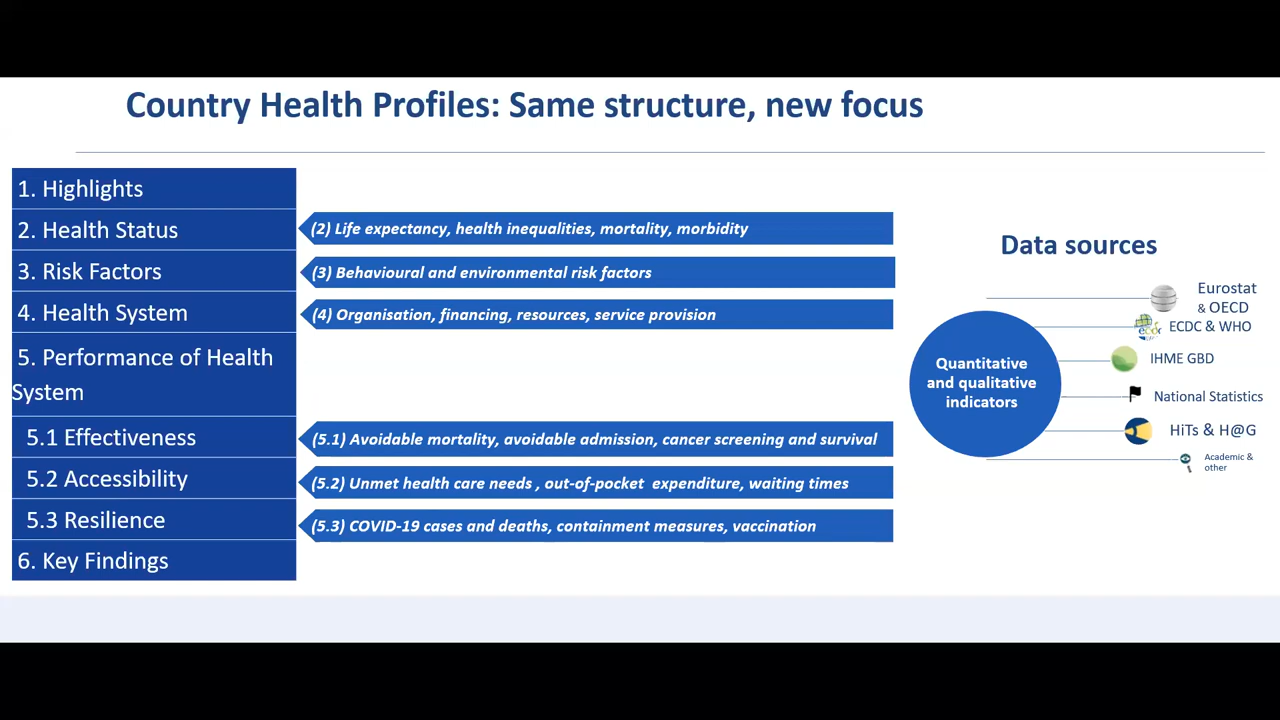 Country Health Profiles: Same structure, new focus
1. Highlights
2. Health Status
(2) Life expectancy, health inequalities, mortality, morbidity
3. Risk Factors
(3) Behavioural and environmental risk factors
4. Health System
(4) Organisation, financing, resources, service provision
5. Performance of Health
System
5.1 Effectiveness
(5.1) Avoidable mortality, avoidable admission, cancer screening and survival
5.2 Accessibility
(5.2) Unmet health care needs , out-of-pocket expenditure, waiting times
5.3 Resilience
(5.3) COVID-19 cases and deaths, containment measures, vaccination
6. Key Findings
Data sources
Quantitative
and qualitative
indicators
Eurostat
& OECD
ecdc
ECDC & WHO
IHME GBD
National Statistics
HiTs & H@G
Academic &
other